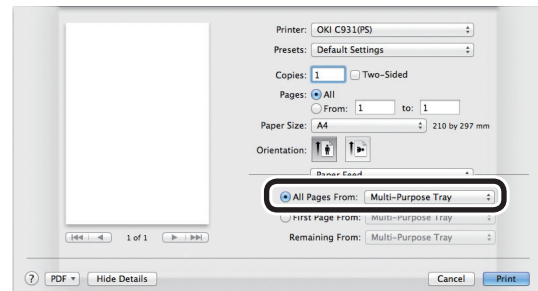 Printer: OKI C931(PS)
Presets: Default Settings
Copies: 1 Two-Sided
Pages: All
From: 1 to: 1
Paper Size: A4 210 by 297 mm
Orientation:
Paper Feed
All Pages From: Multi-Purpose Tray
First Page From: Multi-Purpose Tray
1 of 1 Remaining From: Multi-Purpose Tray
? PDF Hide Details Cancel Print